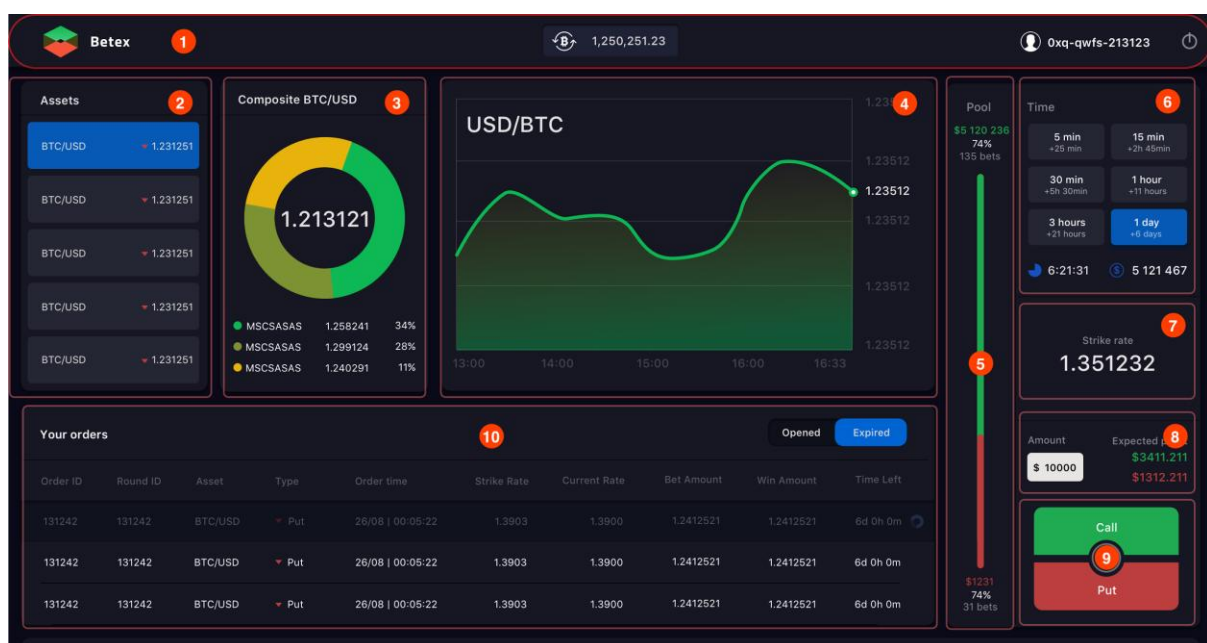 Betex
1
1,250,251.23
0xq-qwfs-213123
Assets
2
BTC/USD 1.231251
BTC/USD 1.231251
BTC/USD 1.231251
BTC/USD 1.231251
BTC/USD 1.231251
Composite BTC/USD
3
1.213121
MSCSASAS 1.258241 34%
MSCSASAS 1.299124 28%
MSCSASAS 1.240291 11%
4
USD/BTC
1.23512
1.23512
1.23512
1.23512
1.23512
13:00 14:00 15:00 16:00 16:33
Pool
$5 120 236
74%
135 bets
5
$1231
74%
31 bets
Time
6
5 min
+25 min
15 min
+2h 45min
30 min
+5h 30min
1 hour
+11 hours
3 hours
+21 hours
1 day
+6 days
6:21:31
$ 5 121 467
7
Strike rate
1.351232
8
Amount
Expected
$ 10000
$3411.211
$1312.211
Call
9
Put
Your orders
10
Opened Expired
Order ID Round ID Asset Type Order time Strike Rate Current Rate Bet Amount Win Amount Time Left
131242 131242 BTC/USD Put 26/08 | 00:05:22 1.3903 1.3900 1.2412521 1.2412521 6d 0h 0m
131242 131242 BTC/USD Put 26/08 | 00:05:22 1.3903 1.3900 1.2412521 1.2412521 6d 0h 0m
131242 131242 BTC/USD Put 26/08 | 00:05:22 1.3903 1.3900 1.2412521 1.2412521 6d 0h 0m